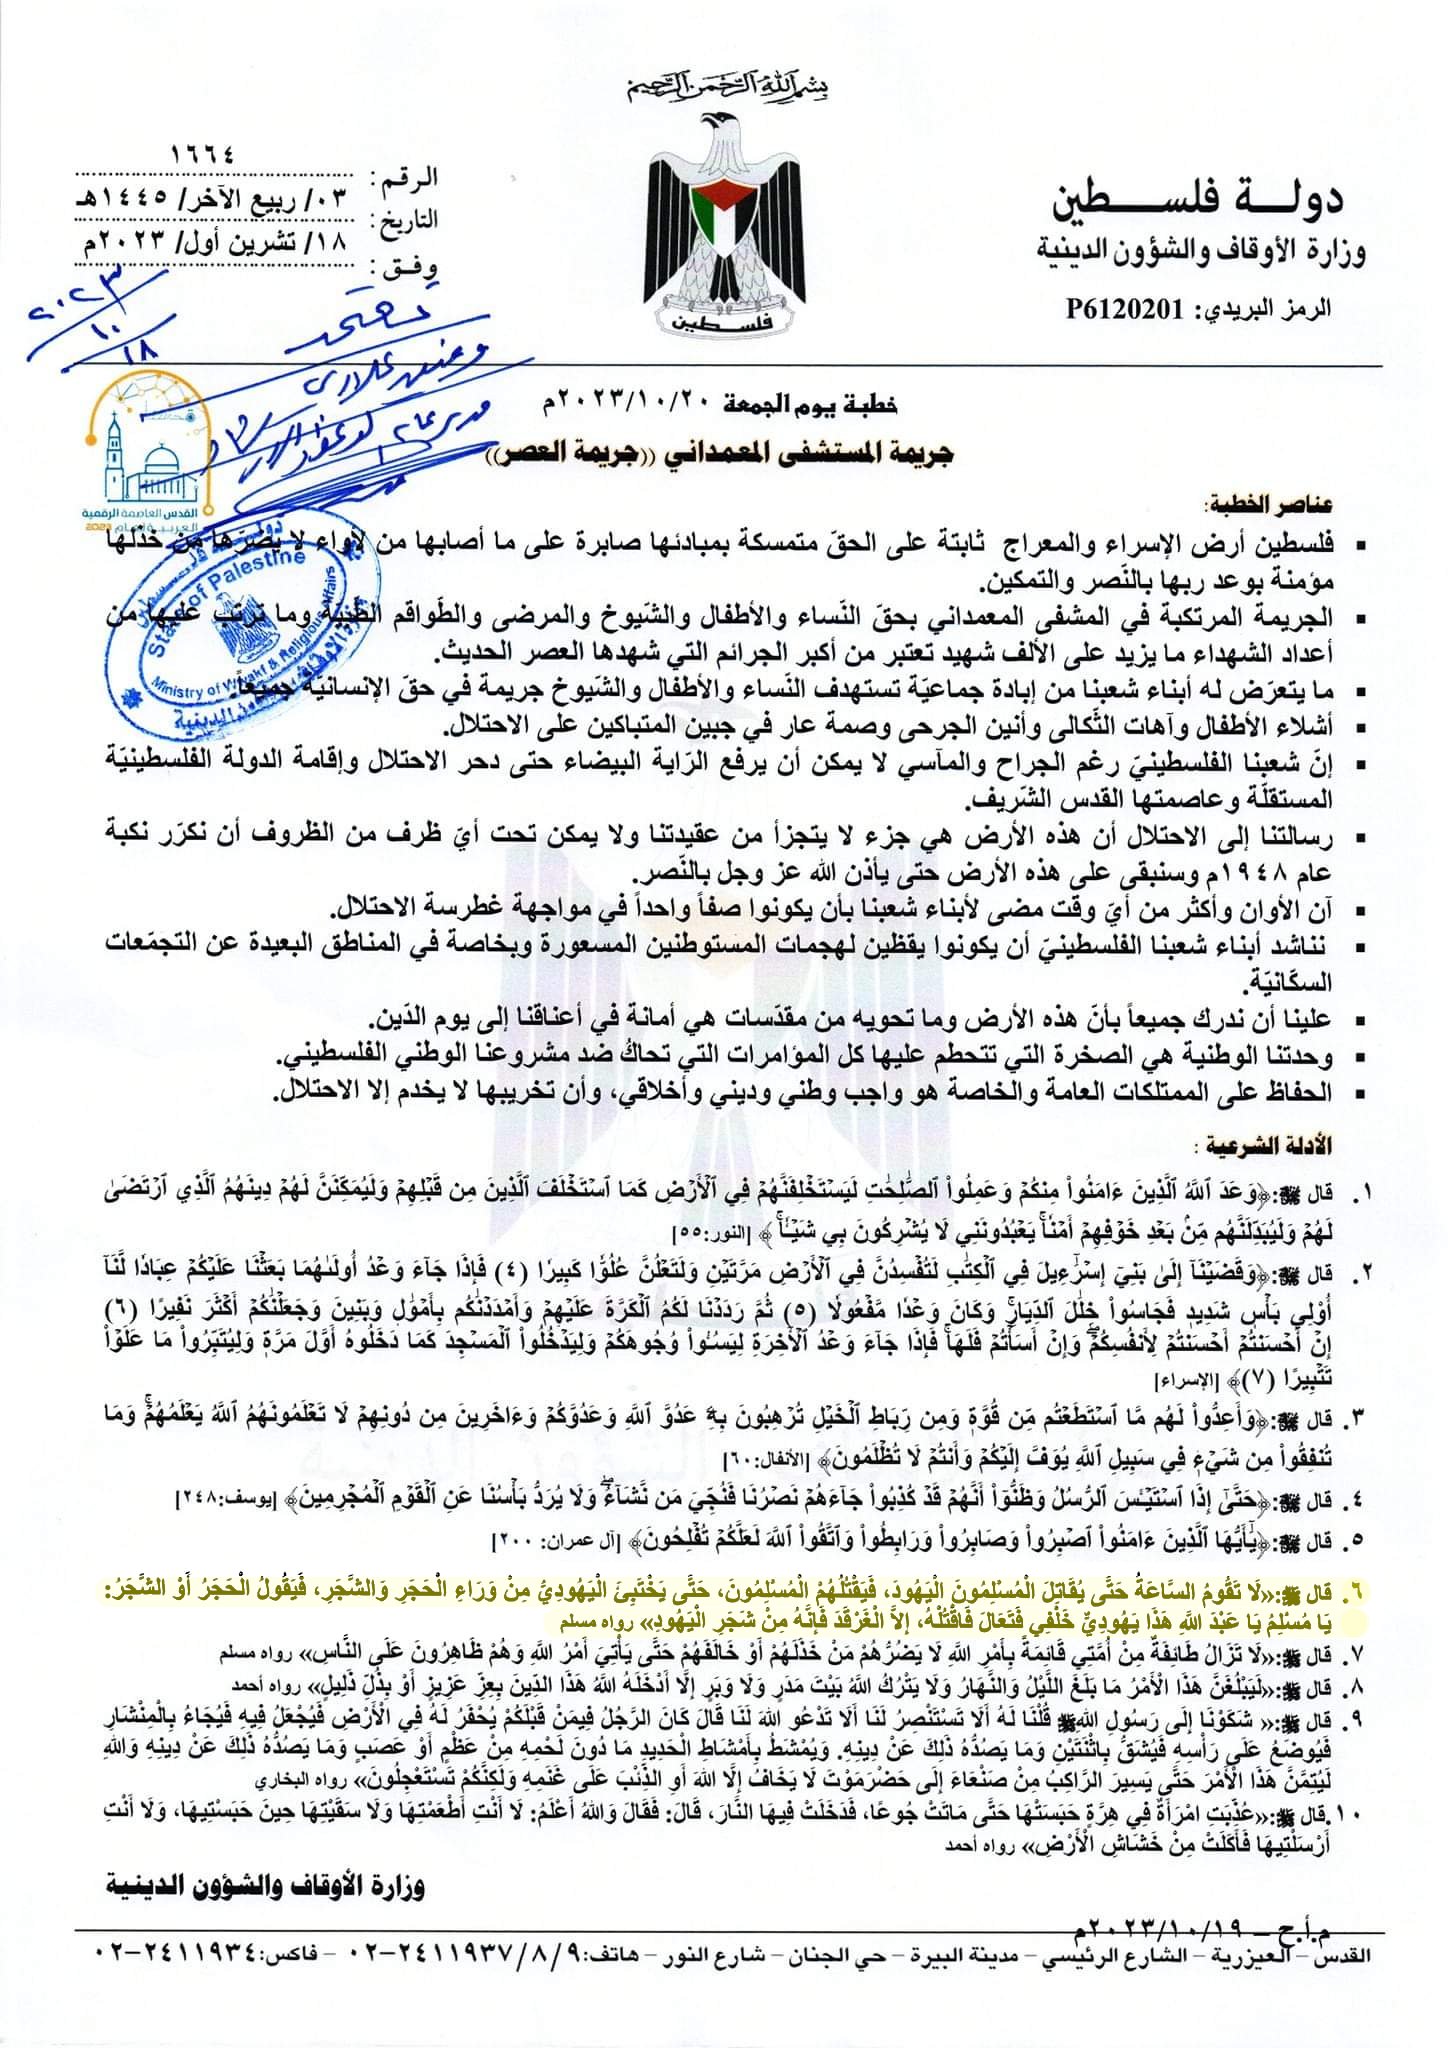 بسم الله الرحمن الرحيم
دولة فلسطين
وزارة الأوقاف والشؤون الدينية
الرمز البريدي: P6120201
الرقم: ١٦٦٤
التاريخ: ٠٣/ ربيع الآخر/ ١٤٤٥هـ
وفق: ١٨/ تشرين أول/ ٢٠٢٣م
فلسطين
٢٠٢٣/١٠/١٨
خطبة يوم الجمعة ٢٠٢٣/١٠/٢٠م
جريمة المستشفى المعمداني ((جريمة العصر))
القدس العاصمة الرقمية
العربية لعام 2023
State of Palestine
Ministry of Wakf & Religious Affairs
عناصر الخطبة:
▪ فلسطين أرض الإسراء والمعراج ثابتة على الحقّ متمسكة بمبادئها صابرة على ما أصابها من لأواء لا يضرّها من خذلها
مؤمنة بوعد ربها بالنّصر والتمكين.
▪ الجريمة المرتكبة في المشفى المعمداني بحقّ النّساء والأطفال والشّيوخ والمرضى والطّواقم الطّبيّة وما ترتب عليها من
أعداد الشهداء ما يزيد على الألف شهيد تعتبر من أكبر الجرائم التي شهدها العصر الحديث.
▪ ما يتعرّض له أبناء شعبنا من إبادة جماعيّة تستهدف النّساء والأطفال والشّيوخ جريمة في حقّ الإنسانية جميعاً.
▪ أشلاء الأطفال وآهات الثّكالى وأنين الجرحى وصمة عار في جبين المتباكين على الاحتلال.
▪ إنّ شعبنا الفلسطينيّ رغم الجراح والمآسي لا يمكن أن يرفع الرّاية البيضاء حتى دحر الاحتلال وإقامة الدولة الفلسطينيّة
المستقلّة وعاصمتها القدس الشّريف.
▪ رسالتنا إلى الاحتلال أن هذه الأرض هي جزء لا يتجزأ من عقيدتنا ولا يمكن تحت أيّ ظرف من الظروف أن نكرّر نكبة
عام ١٩٤٨م وسنبقى على هذه الأرض حتى يأذن الله عز وجل بالنّصر.
▪ آن الأوان وأكثر من أيّ وقت مضى لأبناء شعبنا بأن يكونوا صفاً واحداً في مواجهة غطرسة الاحتلال.
▪ نناشد أبناء شعبنا الفلسطينيّ أن يكونوا يقظين لهجمات المستوطنين المسعورة وبخاصة في المناطق البعيدة عن التجمّعات
السكّانيّة.
▪ علينا أن ندرك جميعاً بأنّ هذه الأرض وما تحويه من مقدّسات هي أمانة في أعناقنا إلى يوم الدّين.
▪ وحدتنا الوطنية هي الصخرة التي تتحطم عليها كل المؤامرات التي تحاكُ ضد مشروعنا الوطني الفلسطيني.
▪ الحفاظ على الممتلكات العامة والخاصة هو واجب وطني وديني وأخلاقي، وأن تخريبها لا يخدم إلا الاحتلال.
الأدلة الشرعية :
١. قال ﷻ:﴿وَعَدَ ٱللَّهُ ٱلَّذِينَ ءَامَنُواْ مِنكُمۡ وَعَمِلُواْ ٱلصَّٰلِحَٰتِ لَيَسۡتَخۡلِفَنَّهُمۡ فِي ٱلۡأَرۡضِ كَمَا ٱسۡتَخۡلَفَ ٱلَّذِينَ مِن قَبۡلِهِمۡ وَلَيُمَكِّنَنَّ لَهُمۡ دِينَهُمُ ٱلَّذِي ٱرۡتَضَىٰ
لَهُمۡ وَلَيُبَدِّلَنَّهُم مِّنۢ بَعۡدِ خَوۡفِهِمۡ أَمۡنٗاۚ يَعۡبُدُونَنِي لَا يُشۡرِكُونَ بِي شَيۡـٔٗاۚ﴾ [النور:٥٥]
٢. قال ﷻ:﴿وَقَضَيۡنَآ إِلَىٰ بَنِيٓ إِسۡرَٰٓءِيلَ فِي ٱلۡكِتَٰبِ لَتُفۡسِدُنَّ فِي ٱلۡأَرۡضِ مَرَّتَيۡنِ وَلَتَعۡلُنَّ عُلُوّٗا كَبِيرٗا (٤) فَإِذَا جَآءَ وَعۡدُ أُولَىٰهُمَا بَعَثۡنَا عَلَيۡكُمۡ عِبَادٗا لَّنَآ
أُوْلِي بَأۡسٖ شَدِيدٖ فَجَاسُواْ خِلَٰلَ ٱلدِّيَارِۚ وَكَانَ وَعۡدٗا مَّفۡعُولٗا (٥) ثُمَّ رَدَدۡنَا لَكُمُ ٱلۡكَرَّةَ عَلَيۡهِمۡ وَأَمۡدَدۡنَٰكُم بِأَمۡوَٰلٖ وَبَنِينَ وَجَعَلۡنَٰكُمۡ أَكۡثَرَ نَفِيرًا (٦)
إِنۡ أَحۡسَنتُمۡ أَحۡسَنتُمۡ لِأَنفُسِكُمۡۖ وَإِنۡ أَسَأۡتُمۡ فَلَهَاۚ فَإِذَا جَآءَ وَعۡدُ ٱلۡأٓخِرَةِ لِيَسُـُٔواْ وُجُوهَكُمۡ وَلِيَدۡخُلُواْ ٱلۡمَسۡجِدَ كَمَا دَخَلُوهُ أَوَّلَ مَرَّةٖ وَلِيُتَبِّرُواْ مَا عَلَوۡاْ
تَتۡبِيرًا (٧)﴾ [الإسراء]
٣. قال ﷻ:﴿وَأَعِدُّواْ لَهُم مَّا ٱسۡتَطَعۡتُم مِّن قُوَّةٖ وَمِن رِّبَاطِ ٱلۡخَيۡلِ تُرۡهِبُونَ بِهِۦ عَدُوَّ ٱللَّهِ وَعَدُوَّكُمۡ وَءَاخَرِينَ مِن دُونِهِمۡ لَا تَعۡلَمُونَهُمُ ٱللَّهُ يَعۡلَمُهُمۡۚ وَمَا
تُنفِقُواْ مِن شَيۡءٖ فِي سَبِيلِ ٱللَّهِ يُوَفَّ إِلَيۡكُمۡ وَأَنتُمۡ لَا تُظۡلَمُونَ﴾ [الأنفال:٦٠]
٤. قال ﷻ:﴿حَتَّىٰٓ إِذَا ٱسۡتَيۡـَٔسَ ٱلرُّسُلُ وَظَنُّوٓاْ أَنَّهُمۡ قَدۡ كُذِبُواْ جَآءَهُمۡ نَصۡرُنَا فَنُجِّيَ مَن نَّشَآءُۖ وَلَا يُرَدُّ بَأۡسُنَا عَنِ ٱلۡقَوۡمِ ٱلۡمُجۡرِمِينَ﴾ [يوسف:٢٤٨]
٥. قال ﷻ:﴿يَٰٓأَيُّهَا ٱلَّذِينَ ءَامَنُواْ ٱصۡبِرُواْ وَصَابِرُواْ وَرَابِطُواْ وَٱتَّقُواْ ٱللَّهَ لَعَلَّكُمۡ تُفۡلِحُونَ﴾ [آل عمران: ٢٠٠]
٦. قال ﷺ:«لَا تَقُومُ السَّاعَةُ حَتَّى يُقَاتِلَ الْمُسْلِمُونَ الْيَهُودَ، فَيَقْتُلُهُمْ الْمُسْلِمُونَ، حَتَّى يَخْتَبِئَ الْيَهُودِيُّ مِنْ وَرَاءِ الْحَجَرِ وَالشَّجَرِ، فَيَقُولُ الْحَجَرُ أَوْ الشَّجَرُ:
يَا مُسْلِمُ يَا عَبْدَ اللَّهِ هَذَا يَهُودِيٌّ خَلْفِي فَتَعَالَ فَاقْتُلْهُ، إِلاَّ الْغَرْقَدَ فَإِنَّهُ مِنْ شَجَرِ الْيَهُودِ» رواه مسلم
٧. قال ﷺ:«لَا تَزَالُ طَائِفَةٌ مِنْ أُمَّتِي قَائِمَةً بِأَمْرِ اللَّهِ لَا يَضُرُّهُمْ مَنْ خَذَلَهُمْ أَوْ خَالَفَهُمْ حَتَّى يَأْتِيَ أَمْرُ اللَّهِ وَهُمْ ظَاهِرُونَ عَلَى النَّاسِ» رواه مسلم
٨. قال ﷺ:«لَيَبْلُغَنَّ هَذَا الْأَمْرُ مَا بَلَغَ اللَّيْلُ وَالنَّهَارُ وَلَا يَتْرُكُ اللَّهُ بَيْتَ مَدَرٍ وَلَا وَبَرٍ إِلَّا أَدْخَلَهُ اللَّهُ هَذَا الدِّينَ بِعِزِّ عَزِيزٍ أَوْ بِذُلِّ ذَلِيلٍ» رواه أحمد
٩. قال ﷺ:« شَكَوْنَا إِلَى رَسُولِ اللهِ ﷺ قُلْنَا لَهُ أَلَا تَسْتَنْصِرُ لَنَا أَلَا تَدْعُو اللهَ لَنَا قَالَ كَانَ الرَّجُلُ فِيمَنْ قَبْلَكُمْ يُحْفَرُ لَهُ فِي الْأَرْضِ فَيُجْعَلُ فِيهِ فَيُجَاءُ بِالْمِنْشَارِ
فَيُوضَعُ عَلَى رَأْسِهِ فَيُشَقُّ بِاثْنَتَيْنِ وَمَا يَصُدُّهُ ذَلِكَ عَنْ دِينِهِ. وَيُمْشَطُ بِأَمْشَاطِ الْحَدِيدِ مَا دُونَ لَحْمِهِ مِنْ عَظْمٍ أَوْ عَصَبٍ وَمَا يَصُدُّهُ ذَلِكَ عَنْ دِينِهِ وَاللهِ
لَيُتِمَّنَّ هَذَا الْأَمْرَ حَتَّى يَسِيرَ الرَّاكِبُ مِنْ صَنْعَاءَ إِلَى حَضْرَمَوْتَ لَا يَخَافُ إِلَّا اللهَ أَوِ الذِّئْبَ عَلَى غَنَمِهِ وَلَكِنَّكُمْ تَسْتَعْجِلُونَ» رواه البخاري
١٠.قال ﷺ:«عُذِّبَتِ امْرَأَةٌ فِي هِرَّةٍ حَبَسَتْهَا حَتَّى مَاتَتْ جُوعًا، فَدَخَلَتْ فِيهَا النَّارَ، قَالَ: فَقَالَ وَاللهُ أَعْلَمُ: لَا أَنْتِ أَطْعَمْتِهَا وَلَا سَقَيْتِهَا حِينَ حَبَسْتِيهَا، وَلَا أَنْتِ
أَرْسَلْتِيهَا فَأَكَلَتْ مِنْ خَشَاشِ الْأَرْضِ» رواه أحمد
وزارة الأوقاف والشؤون الدينية
م.أ.ح – ٢٠٢٣/١٠/١٩م
القدس – العيزرية – الشارع الرئيسي – مدينة البيرة – حي الجنان – شارع النور – هاتف: ٩/٨/٢٤١١٩٣٧-٠٢ – فاكس: ٢٤١١٩٣٤-٠٢